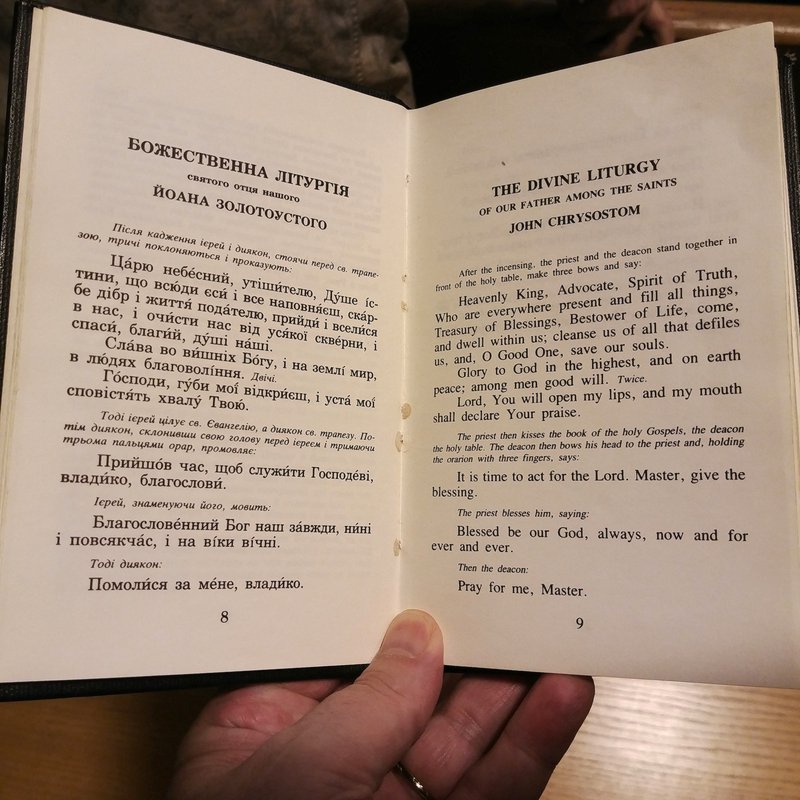 БОЖЕСТВЕННА ЛІТУРГІЯ
святого отця нашого
ЙОАНА ЗОЛОТОУСТОГО
Після кадження ієрей і диякон, стоячи перед св. трапе-
зою, тричі поклоняються і проказують:
Ца́рю небе́сний, утіши́телю, Ду́ше і́с-
тини, що всю́ди єси́ і все наповня́єш, ска́р-
бе дібр і життя́ пода́телю, прийди́ і всели́ся
в нас, і очи́сти нас від уся́кої скве́рни, і
спаси́, благи́й, ду́ші на́ші.
Сла́ва во ви́шніх Бо́гу, і на землі́ мир,
в лю́дях благоволі́ння. Двічі.
Го́споди, гу́би мої́ відкри́єш, і уста́ мої́
сповістя́ть хвалу́ Твою́.
Тоді ієрей цілує св. Євангелію, а диякон св. трапезу. По-
тім диякон, склонивши свою голову перед ієреєм і тримаючи
трьома пальцями орар, промовляє:
Прийшо́в час, щоб служи́ти Господе́ві,
влади́ко, благослови́.
Ієрей, знаменуючи його, мовить:
Благослове́нний Бог наш за́вжди, ни́ні
і повсякча́с, і на ві́ки ві́чні.
Тоді диякон:
Помоли́ся за ме́не, влади́ко.
8
THE DIVINE LITURGY
OF OUR FATHER AMONG THE SAINTS
JOHN CHRYSOSTOM
After the incensing, the priest and the deacon stand together in
front of the holy table, make three bows and say:
Heavenly King, Advocate, Spirit of Truth,
Who are everywhere present and fill all things,
Treasury of Blessings, Bestower of Life, come,
and dwell within us; cleanse us of all that defiles
us, and, O Good One, save our souls.
Glory to God in the highest, and on earth
peace; among men good will. Twice.
Lord, You will open my lips, and my mouth
shall declare Your praise.
The priest then kisses the book of the holy Gospels, the deacon
the holy table. The deacon then bows his head to the priest and, holding
the orarion with three fingers, says:
It is time to act for the Lord. Master, give the
blessing.
The priest blesses him, saying:
Blessed be our God, always, now and for
ever and ever.
Then the deacon:
Pray for me, Master.
9